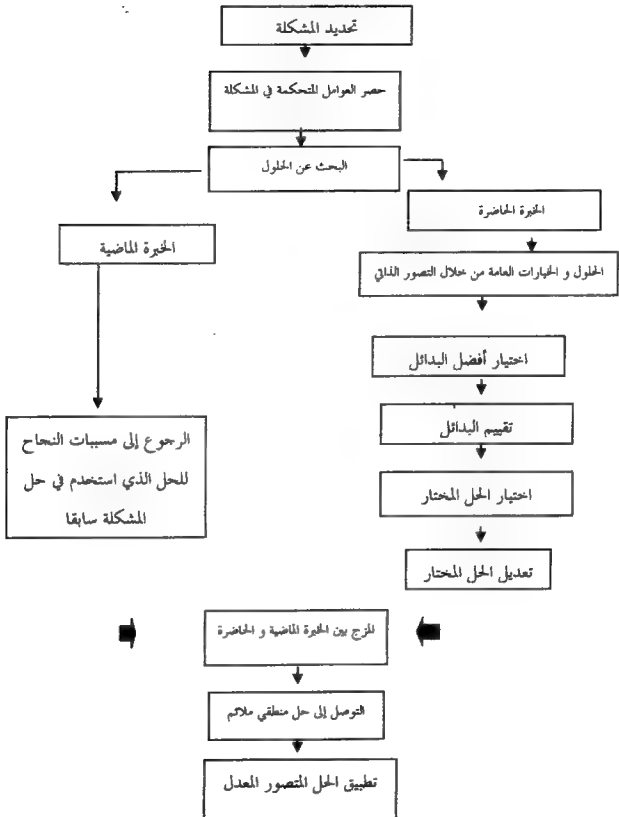 تحديد المشكلة
حصر العوامل المتحكمة في المشكلة
البحث عن الحلول
الخبرة الحاضرة
الخبرة الماضية
الحلول و الخيارات العامة من خلال التصور الذاتي
اختيار أفضل البدائل
تقييم البدائل
الرجوع إلى مسببات النجاح
للحل الذي استخدم في حل
المشكلة سابقا
اختيار الحل المختار
تعديل الحل المختار
المزج بين الخبرة الماضية و الحاضرة
التوصل إلى حل منطقي ملائم
تطبيق الحل المتصور المعدل